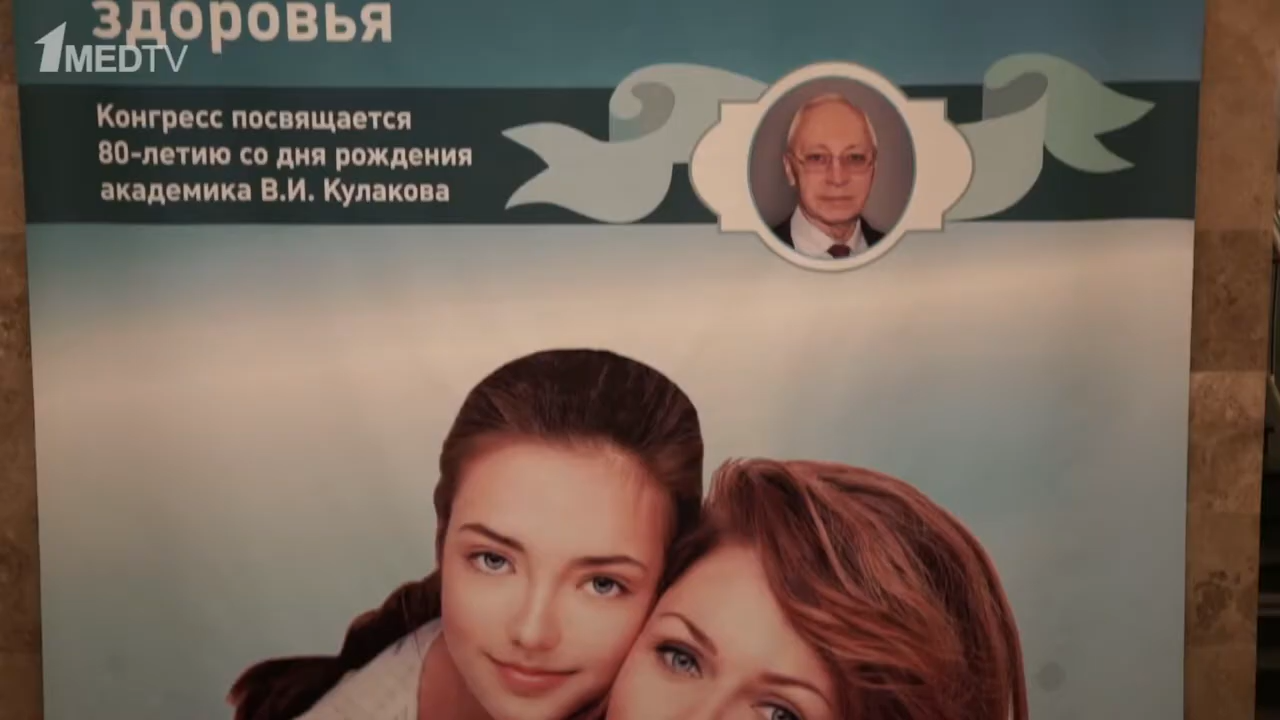 здоровья
1MEDTV
Конгресс посвящается
80-летию со дня рождения
академика В.И. Кулакова